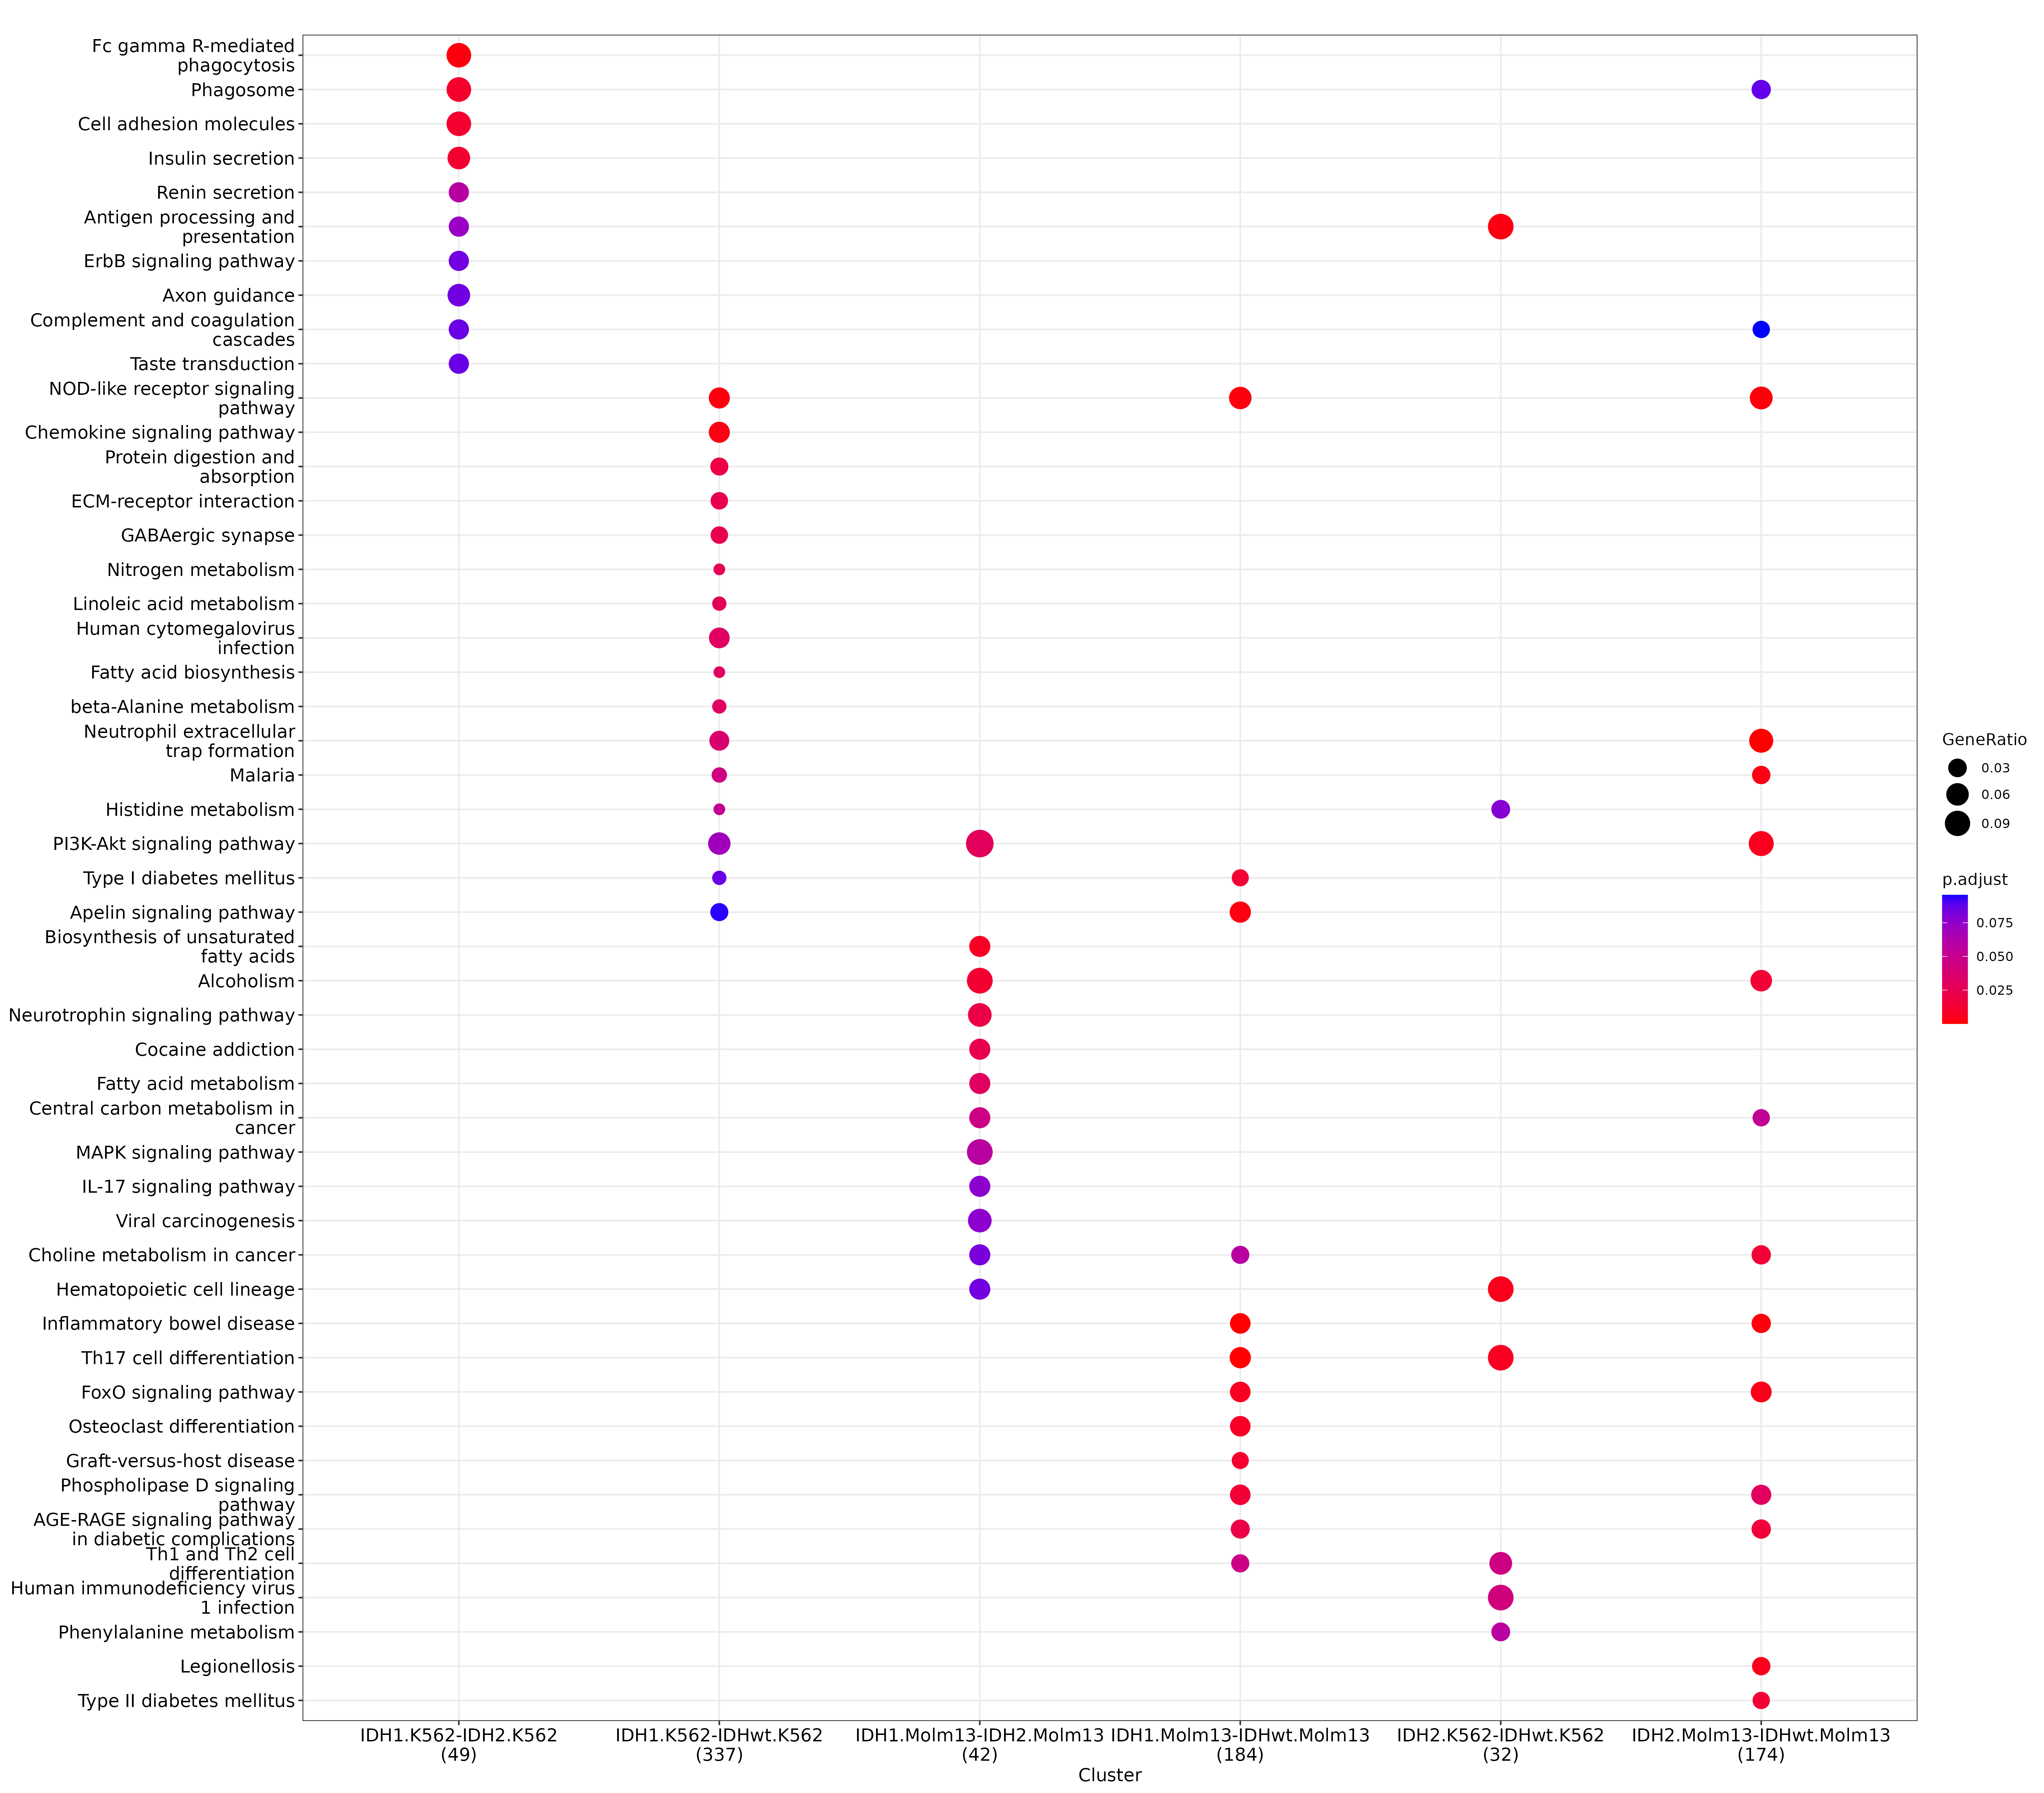 Fc gamma R-mediated
phagocytosis
Phagosome
Cell adhesion molecules
Insulin secretion
Renin secretion
Antigen processing and
presentation
ErbB signaling pathway
Axon guidance
Complement and coagulation
cascades
Taste transduction
NOD-like receptor signaling
pathway
Chemokine signaling pathway
Protein digestion and
absorption
ECM-receptor interaction
GABAergic synapse
Nitrogen metabolism
Linoleic acid metabolism
Human cytomegalovirus
infection
Fatty acid biosynthesis
beta-Alanine metabolism
Neutrophil extracellular
trap formation
Malaria
Histidine metabolism
PI3K-Akt signaling pathway
Type I diabetes mellitus
Apelin signaling pathway
Biosynthesis of unsaturated
fatty acids
Alcoholism
Neurotrophin signaling pathway
Cocaine addiction
Fatty acid metabolism
Central carbon metabolism in
cancer
MAPK signaling pathway
IL-17 signaling pathway
Viral carcinogenesis
Choline metabolism in cancer
Hematopoietic cell lineage
Inflammatory bowel disease
Th17 cell differentiation
FoxO signaling pathway
Osteoclast differentiation
Graft-versus-host disease
Phospholipase D signaling
pathway
AGE-RAGE signaling pathway
in diabetic complications
Th1 and Th2 cell
differentiation
Human immunodeficiency virus
1 infection
Phenylalanine metabolism
Legionellosis
Type II diabetes mellitus
IDH1.K562-IDH2.K562 IDH1.K562-IDHwt.K562 IDH1.Molm13-IDH2.Molm13 IDH1.Molm13-IDHwt.Molm13 IDH2.K562-IDHwt.K562 IDH2.Molm13-IDHwt.Molm13
(49) (337) (42) (184) (32) (174)
Cluster
GeneRatio
0.03
0.06
0.09
p.adjust
0.075
0.050
0.025